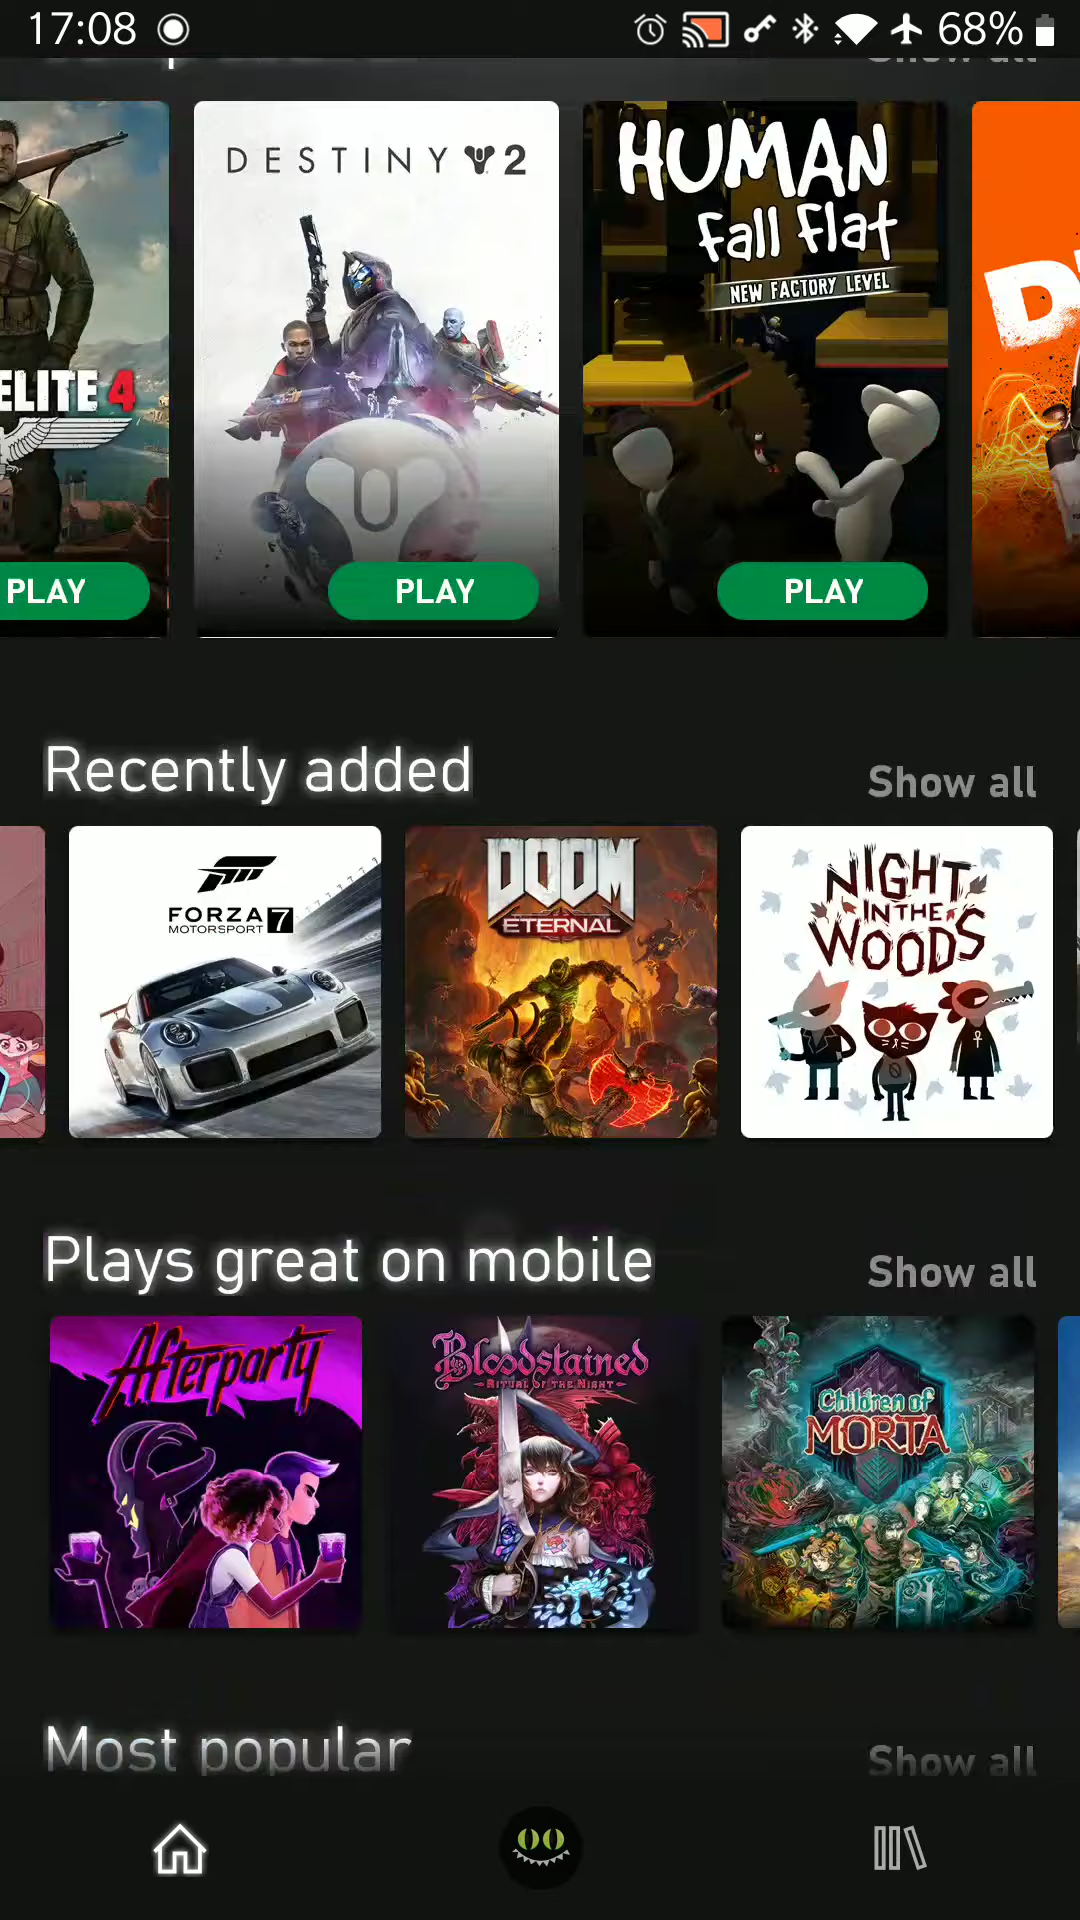 17:08
68%
Show all
DESTINY 2
HUMAN
fall flat
NEW FACTORY LEVEL
ELITE 4
PLAY
PLAY
PLAY
Recently added
Show all
FORZA
MOTORSPORT 7
DOOM
ETERNAL
NIGHT
IN THE
WOODS
Plays great on mobile
Show all
Afterparty
Bloodstained
RITUAL OF THE NIGHT
Children of
MORTA
Most popular
Show all